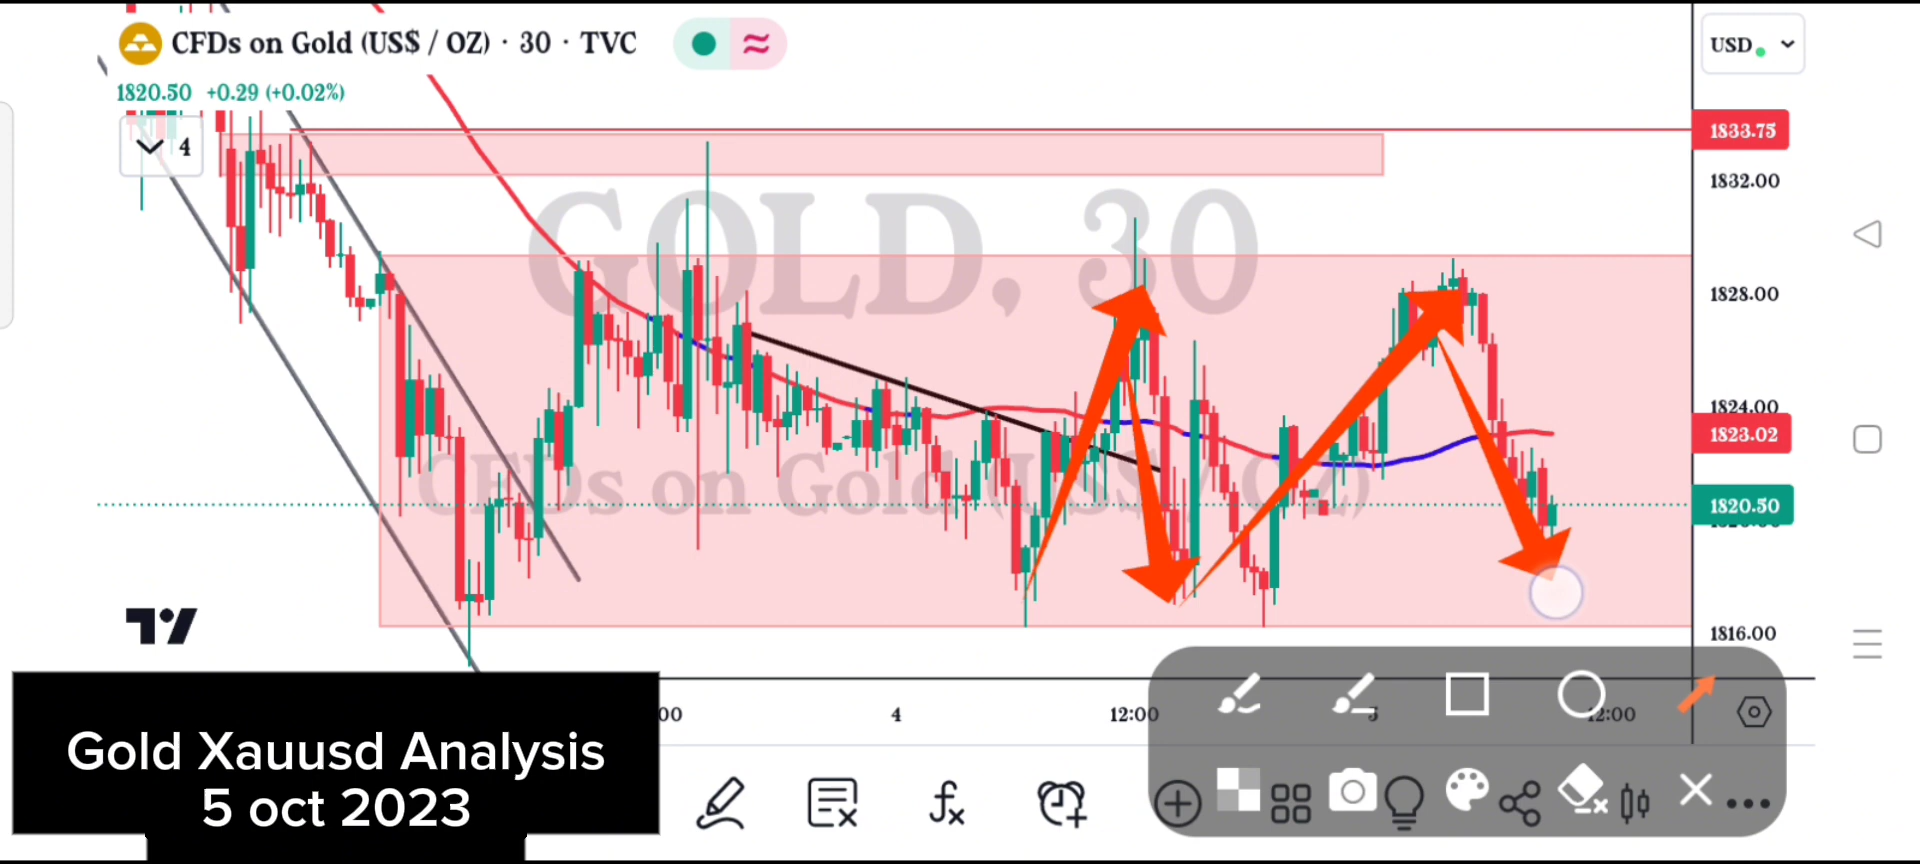 CFDs on Gold (US$ / OZ) · 30 · TVC
USD
1820.50 +0.29 (+0.02%)
4
1833.75
1832.00
GOLD, 30
1828.00
1824.00
1823.02
CFDs on Gold (US$ / OZ)
1820.50
1816.00
00
4
12:00
5
12:00
Gold Xauusd Analysis
5 oct 2023